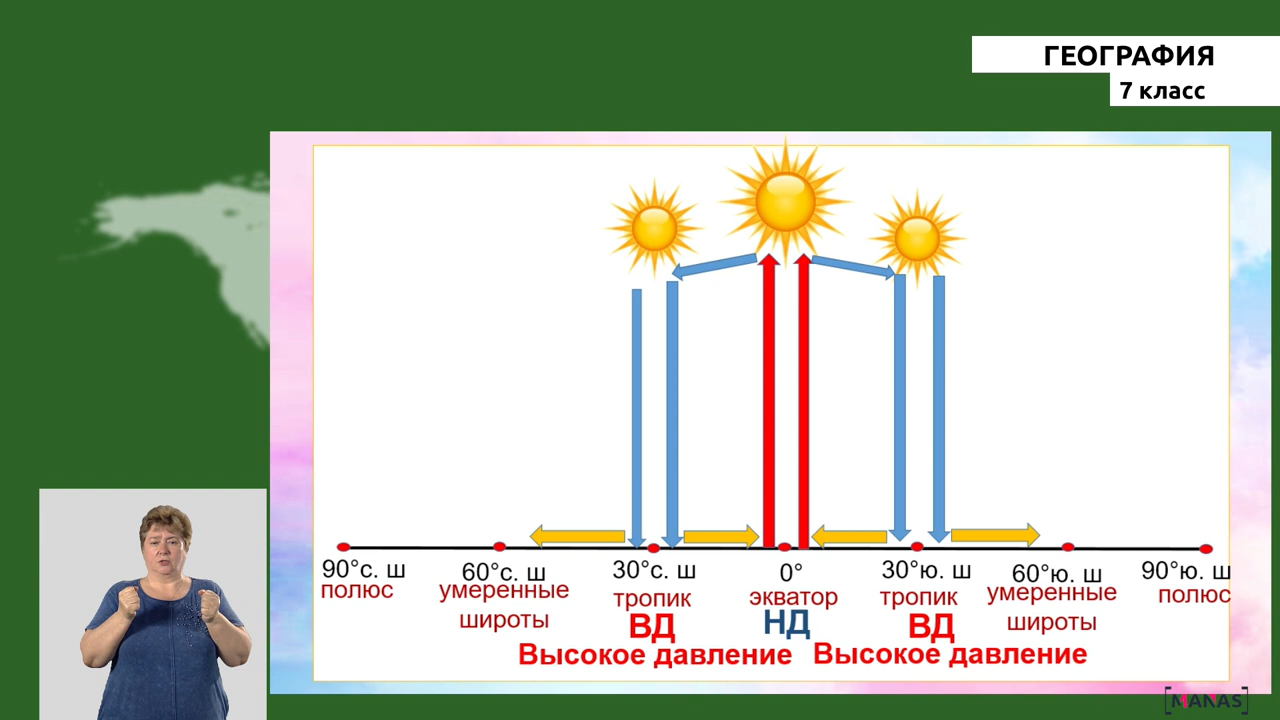 ГЕОГРАФИЯ
7 класс
90°с. ш
полюс
60°с. ш
умеренные
широты
30°с. ш
тропик
ВД
0°
экватор
НД
30°ю. ш
тропик
ВД
60°ю. ш
умеренные
широты
90°ю. ш
полюс
Высокое давление Высокое давление
[MANAS]